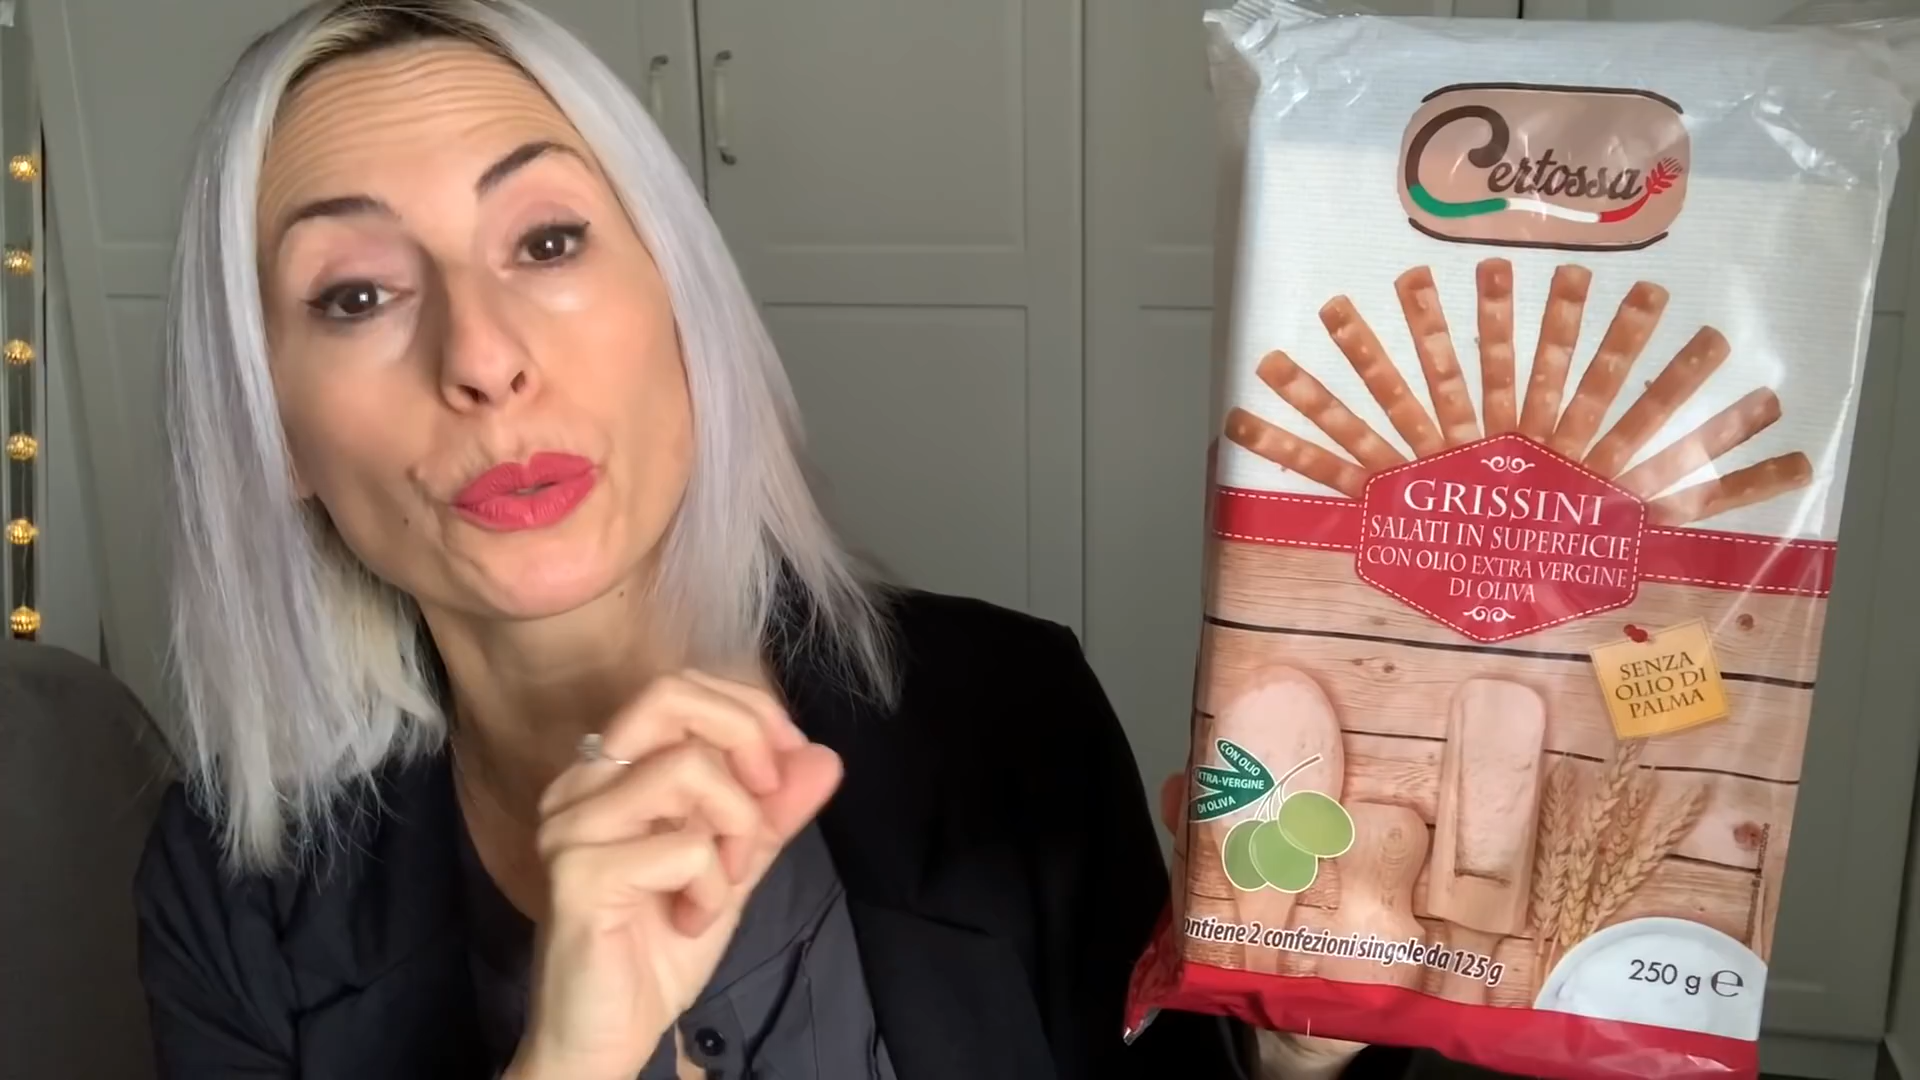 Certossa
GRISSINI
SALATI IN SUPERFICIE
CON OLIO EXTRA VERGINE
DI OLIVA
SENZA
OLIO DI
PALMA
CON OLIO
EXTRA-VERGINE
DI OLIVA
ontiene 2 confezioni singole da 125g
250 g e